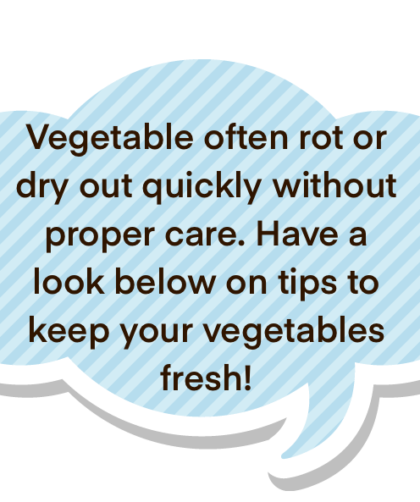 Vegetable often rot or
dry out quickly without
proper care. Have a
look below on tips to
keep your vegetables
fresh!